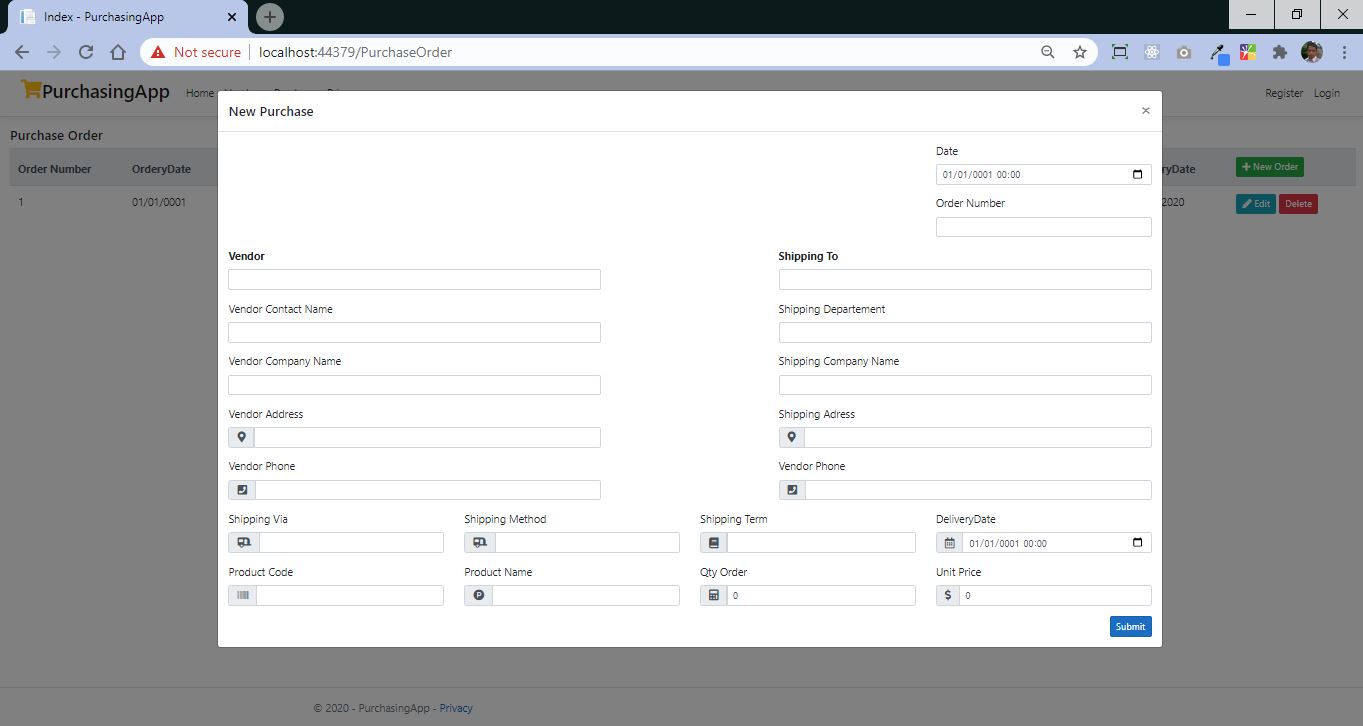 Index - PurchasingApp
Not secure localhost:44379/PurchaseOrder
PurchasingApp Home Register Login
New Purchase ×
Purchase Order
Order Number OrderyDate ryDate New Order
1 01/01/0001 2020 Edit Delete
Date
01/01/0001 00:00
Order Number
Vendor Shipping To
Vendor Contact Name Shipping Departement
Vendor Company Name Shipping Company Name
Vendor Address Shipping Adress
Vendor Phone Vendor Phone
Shipping Via Shipping Method Shipping Term DeliveryDate
01/01/0001 00:00
Product Code Product Name Qty Order Unit Price
0 $ 0
Submit
© 2020 - PurchasingApp - Privacy